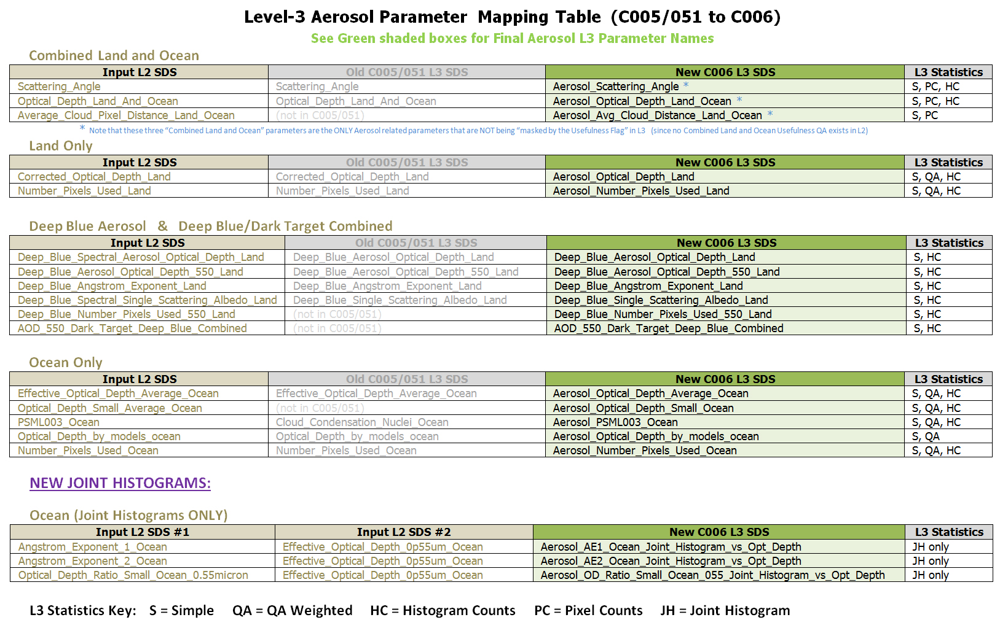 Level-3 Aerosol Parameter Mapping Table (C005/051 to C006)
See Green shaded boxes for Final Aerosol L3 Parameter Names
Combined Land and Ocean
Input L2 SDS Old C005/051 L3 SDS New C006 L3 SDS L3 Statistics
Scattering_Angle Scattering_Angle Aerosol_Scattering_Angle * S, PC, HC
Optical_Depth_Land_And_Ocean Optical_Depth_Land_And_Ocean Aerosol_Optical_Depth_Land_Ocean * S, PC, HC
Average_Cloud_Pixel_Distance_Land_Ocean (not in C005/051) Aerosol_Avg_Cloud_Distance_Land_Ocean * S, PC
* Note that these three “Combined Land and Ocean” parameters are the ONLY Aerosol related parameters that are NOT being “masked by the Usefulness Flag” in L3 (since no Combined Land and Ocean Usefulness QA exists in L2)
Land Only
Input L2 SDS Old C005/051 L3 SDS New C006 L3 SDS L3 Statistics
Corrected_Optical_Depth_Land Corrected_Optical_Depth_Land Aerosol_Optical_Depth_Land S, QA, HC
Number_Pixels_Used_Land Number_Pixels_Used_Land Aerosol_Number_Pixels_Used_Land S, QA, HC
Deep Blue Aerosol & Deep Blue/Dark Target Combined
Input L2 SDS Old C005/051 L3 SDS New C006 L3 SDS L3 Statistics
Deep_Blue_Spectral_Aerosol_Optical_Depth_Land Deep_Blue_Aerosol_Optical_Depth_Land Deep_Blue_Aerosol_Optical_Depth_Land S, HC
Deep_Blue_Aerosol_Optical_Depth_550_Land Deep_Blue_Aerosol_Optical_Depth_550_Land Deep_Blue_Aerosol_Optical_Depth_550_Land S, HC
Deep_Blue_Angstrom_Exponent_Land Deep_Blue_Angstrom_Exponent_Land Deep_Blue_Angstrom_Exponent_Land S, HC
Deep_Blue_Spectral_Single_Scattering_Albedo_Land Deep_Blue_Single_Scattering_Albedo_Land Deep_Blue_Single_Scattering_Albedo_Land S, HC
Deep_Blue_Number_Pixels_Used_550_Land (not in C005/051) Deep_Blue_Number_Pixels_Used_550_Land S, HC
AOD_550_Dark_Target_Deep_Blue_Combined (not in C005/051) AOD_550_Dark_Target_Deep_Blue_Combined S, HC
Ocean Only
Input L2 SDS Old C005/051 L3 SDS New C006 L3 SDS L3 Statistics
Effective_Optical_Depth_Average_Ocean Effective_Optical_Depth_Average_Ocean Aerosol_Optical_Depth_Average_Ocean S, QA, HC
Optical_Depth_Small_Average_Ocean (not in C005/051) Aerosol_Optical_Depth_Small_Ocean S, QA, HC
PSML003_Ocean Cloud_Condensation_Nuclei_Ocean Aerosol_PSML003_Ocean S, QA, HC
Optical_Depth_by_models_ocean Optical_Depth_by_models_ocean Aerosol_Optical_Depth_by_models_ocean S, QA
Number_Pixels_Used_Ocean Number_Pixels_Used_Ocean Aerosol_Number_Pixels_Used_Ocean S, QA, HC
NEW JOINT HISTOGRAMS:
Ocean (Joint Histograms ONLY)
Input L2 SDS #1 Input L2 SDS #2 New C006 L3 SDS L3 Statistics
Angstrom_Exponent_1_Ocean Effective_Optical_Depth_0p55um_Ocean Aerosol_AE1_Ocean_Joint_Histogram_vs_Opt_Depth JH only
Angstrom_Exponent_2_Ocean Effective_Optical_Depth_0p55um_Ocean Aerosol_AE2_Ocean_Joint_Histogram_vs_Opt_Depth JH only
Optical_Depth_Ratio_Small_Ocean_0.55micron Effective_Optical_Depth_0p55um_Ocean Aerosol_OD_Ratio_Small_Ocean_055_Joint_Histogram_vs_Opt_Depth JH only
L3 Statistics Key: S = Simple QA = QA Weighted HC = Histogram Counts PC = Pixel Counts JH = Joint Histogram